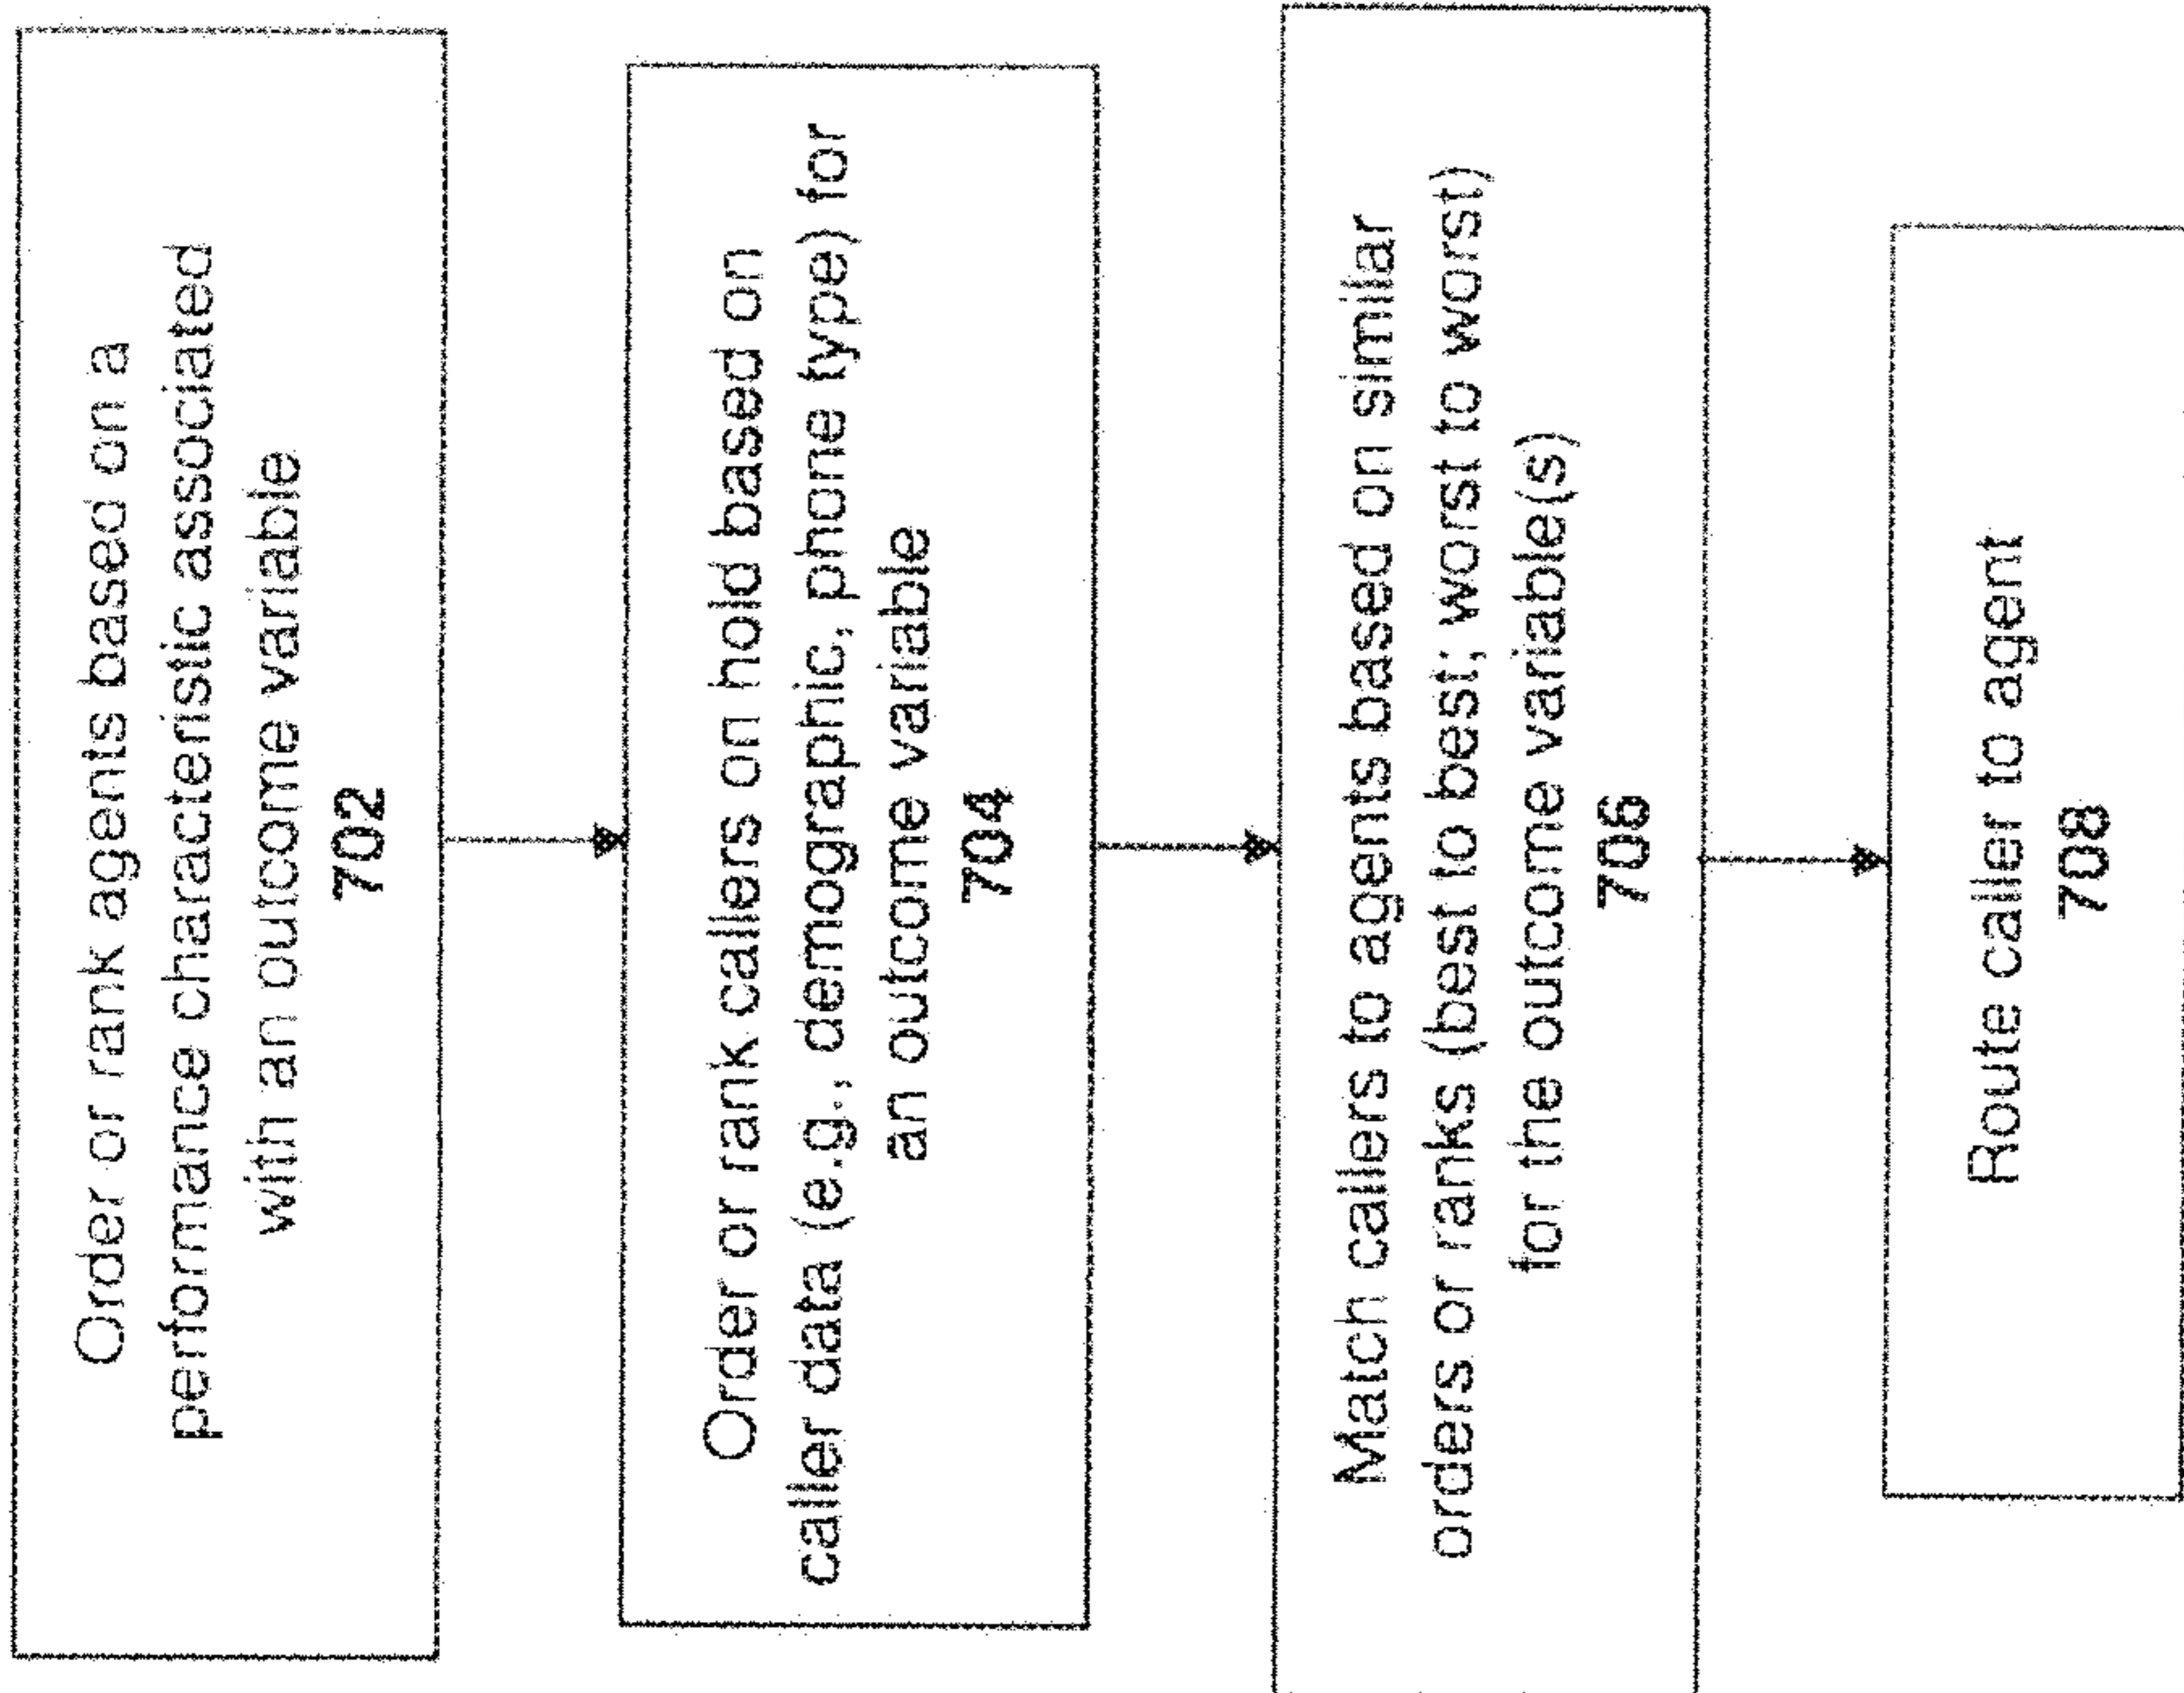 Order or rank agents based on a
performance characteristic associated
with an outcome variable
702
Order or rank callers on hold based on
caller data (e.g., demographic, phone type) for
an outcome variable
704
Match callers to agents based on similar
orders or ranks (best to best; worst to worst)
for the outcome variable(s)
706
Route caller to agent
708